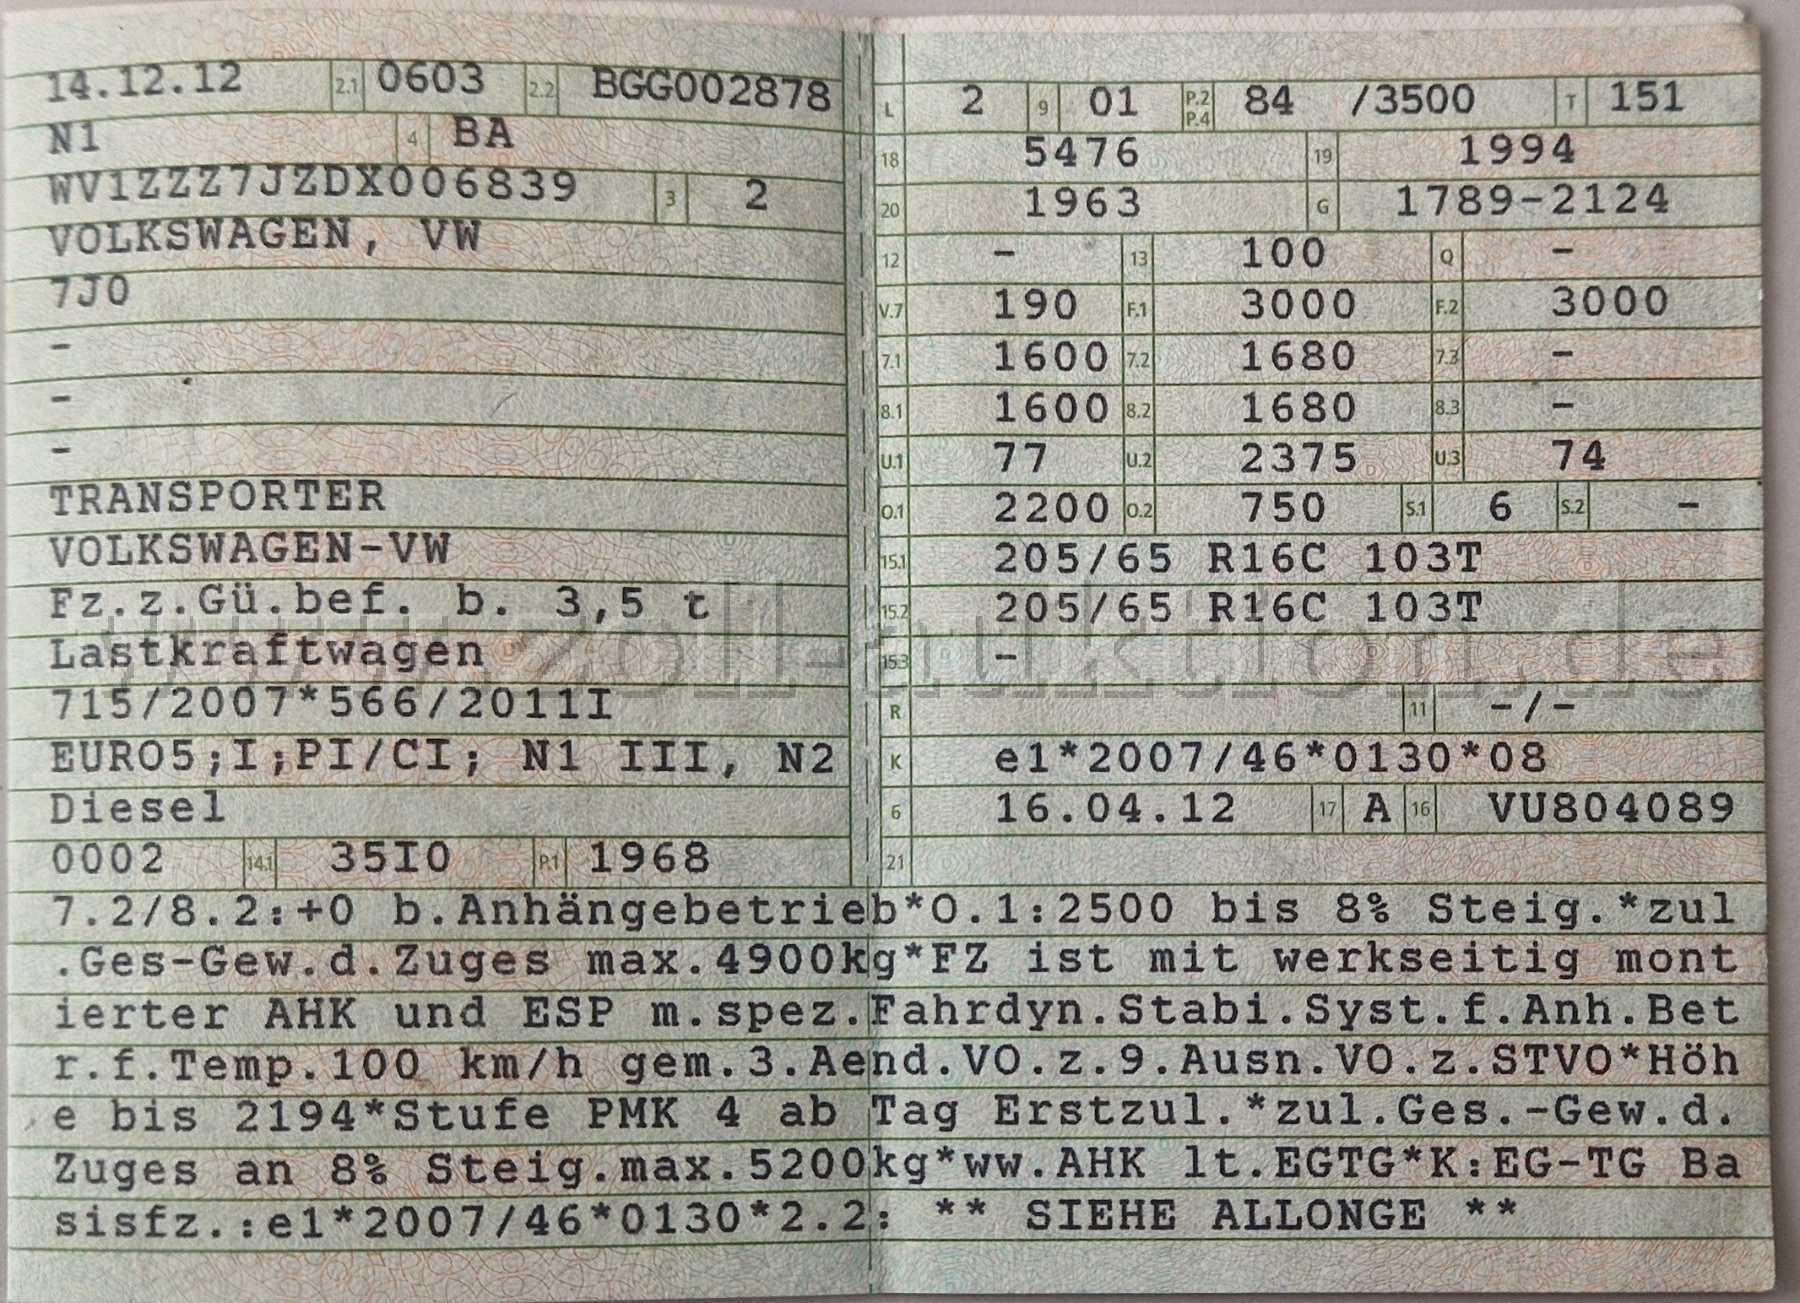 14.12.12 2.1 0603 2.2 BGG002878
N1 4 BA
WV1ZZZ7JZDX006839 3 2
VOLKSWAGEN, VW
7J0
-
-
-
TRANSPORTER
VOLKSWAGEN-VW
Fz.z.Gü.bef. b. 3,5 t
Lastkraftwagen
715/2007*566/2011I
EURO5;I;PI/CI; N1 III, N2
Diesel
0002 14.1 35I0 P.1 1968
L 2 9 01 P.2 P.4 84 /3500 T 151
18 5476 19 1994
20 1963 G 1789-2124
12 - 13 100 Q -
V.7 190 F.1 3000 F.2 3000
7.1 1600 7.2 1680 7.3 -
8.1 1600 8.2 1680 8.3 -
U.1 77 U.2 2375 U.3 74
O.1 2200 O.2 750 S.1 6 S.2 -
15.1 205/65 R16C 103T
15.2 205/65 R16C 103T
15.3 -
R 11 -/-
K e1*2007/46*0130*08
6 16.04.12 17 A 16 VU804089
21
7.2/8.2:+0 b.Anhängebetrieb*O.1:2500 bis 8% Steig.*zul
.Ges-Gew.d.Zuges max.4900kg*FZ ist mit werkseitig mont
ierter AHK und ESP m.spez.Fahrdyn.Stabi.Syst.f.Anh.Bet
r.f.Temp.100 km/h gem.3.Aend.VO.z.9.Ausn.VO.z.STVO*Höh
e bis 2194*Stufe PMK 4 ab Tag Erstzul.*zul.Ges.-Gew.d.
Zuges an 8% Steig.max.5200kg*ww.AHK lt.EGTG*K:EG-TG Ba
sisfz.:e1*2007/46*0130*2.2: ** SIEHE ALLONGE **
www.zoll-auktion.de